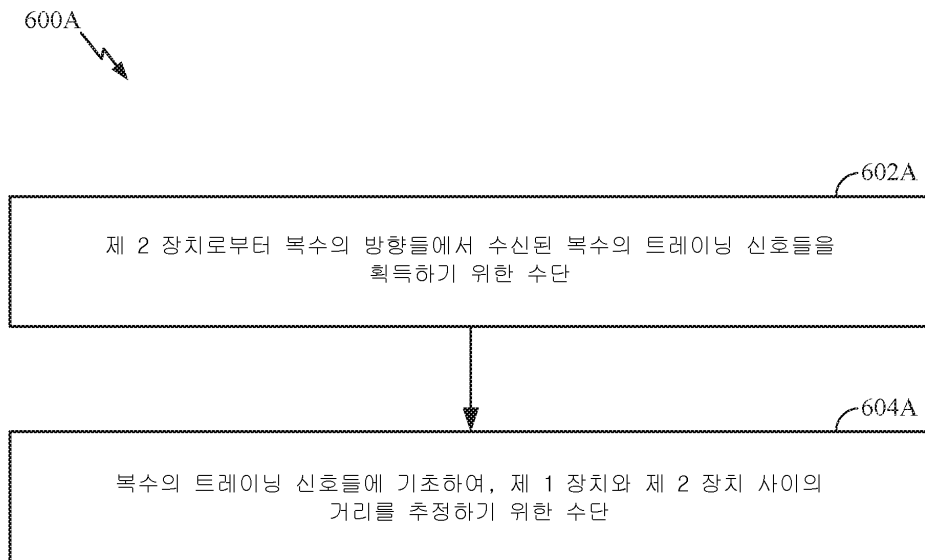 600A
602A
제 2 장치로부터 복수의 방향들에서 수신된 복수의 트레이닝 신호들을
획득하기 위한 수단
604A
복수의 트레이닝 신호들에 기초하여, 제 1 장치와 제 2 장치 사이의
거리를 추정하기 위한 수단